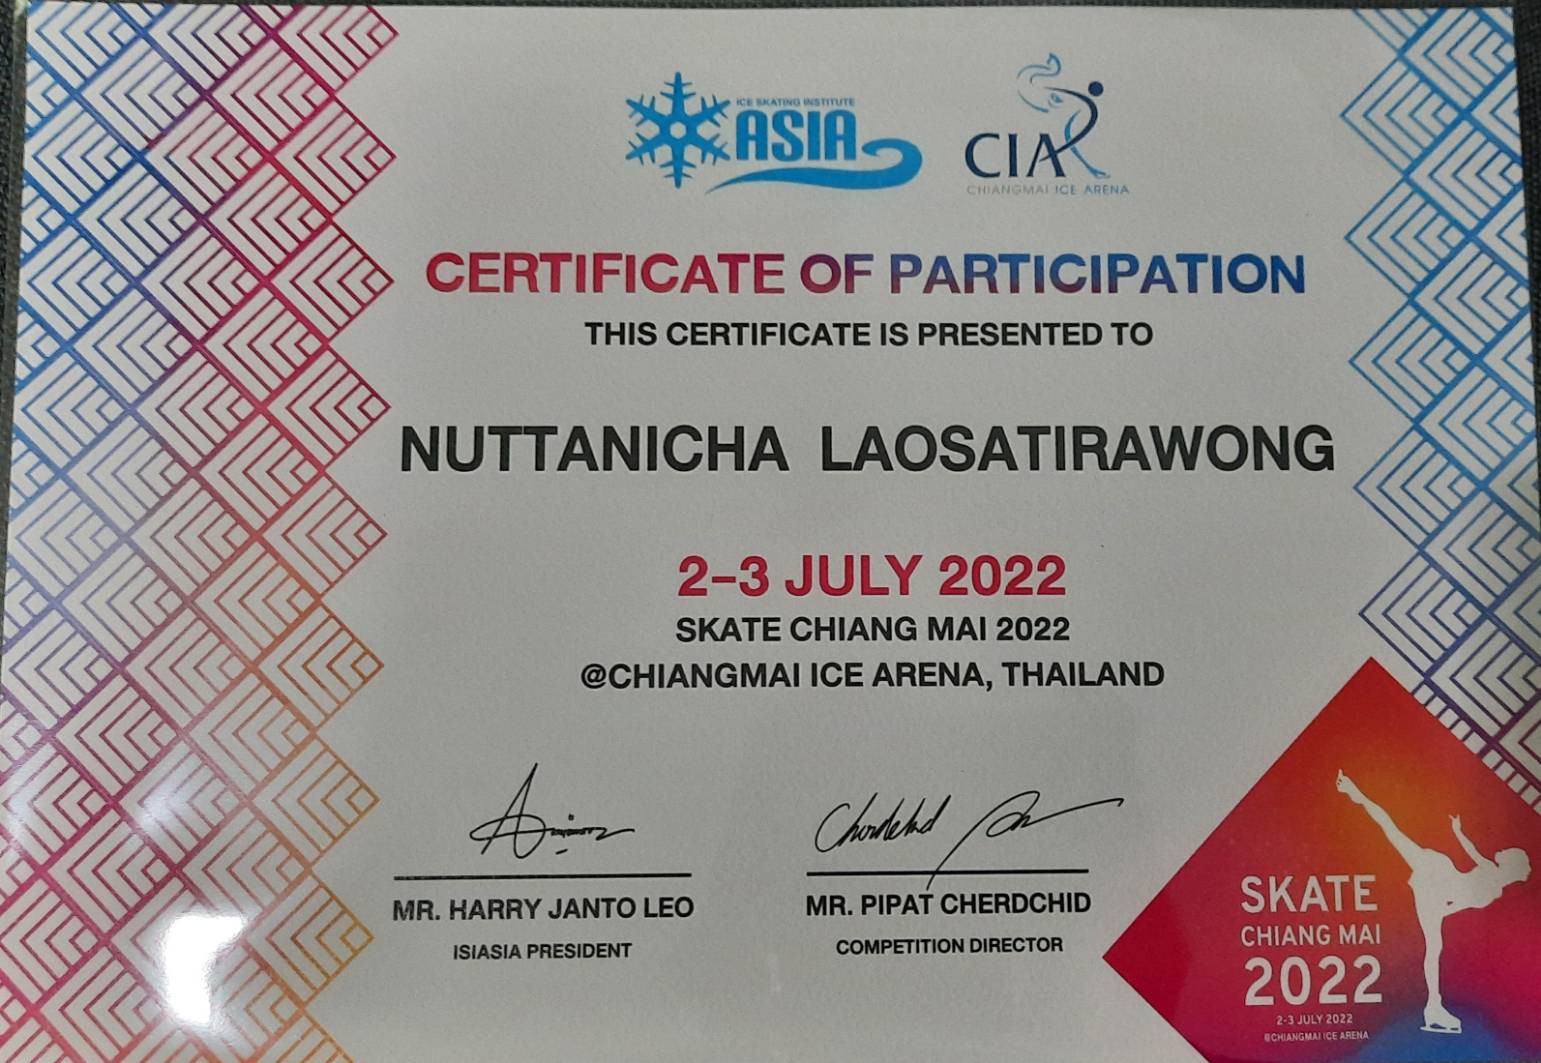 ICE SKATING INSTITUTE
ASIA
CIA
CHIANGMAI ICE ARENA
CERTIFICATE OF PARTICIPATION
THIS CERTIFICATE IS PRESENTED TO
NUTTANICHA LAOSATIRAWONG
2-3 JULY 2022
SKATE CHIANG MAI 2022
@CHIANGMAI ICE ARENA, THAILAND
MR. HARRY JANTO LEO
ISIASIA PRESIDENT
MR. PIPAT CHERDCHID
COMPETITION DIRECTOR
SKATE
CHIANG MAI
2022
2-3 JULY 2022
@CHIANGMAI ICE ARENA